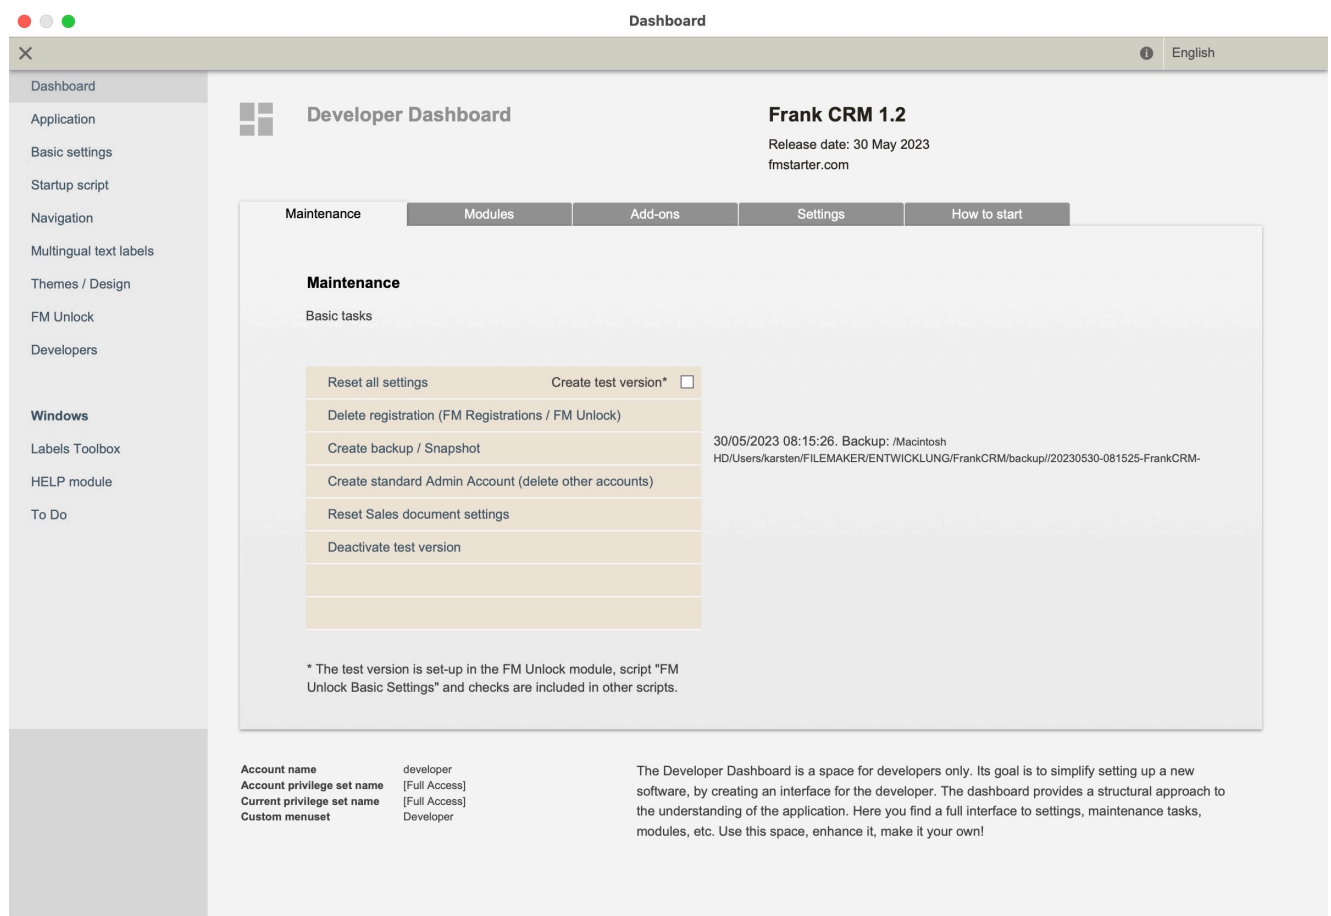 Dashboard
English
Dashboard
Application
Basic settings
Startup script
Navigation
Multingual text labels
Themes / Design
FM Unlock
Developers
Windows
Labels Toolbox
HELP module
To Do
Developer Dashboard
Frank CRM 1.2
Release date: 30 May 2023
fmstarter.com
Maintenance
Modules
Add-ons
Settings
How to start
Maintenance
Basic tasks
Reset all settings
Create test version*
Delete registration (FM Registrations / FM Unlock)
Create backup / Snapshot
30/05/2023 08:15:26. Backup: /Macintosh
HD/Users/karsten/FILEMAKER/ENTWICKLUNG/FrankCRM/backup//20230530-081525-FrankCRM-
Create standard Admin Account (delete other accounts)
Reset Sales document settings
Deactivate test version
* The test version is set-up in the FM Unlock module, script "FM
Unlock Basic Settings" and checks are included in other scripts.
Account name developer
Account privilege set name [Full Access]
Current privilege set name [Full Access]
Custom menuset Developer
The Developer Dashboard is a space for developers only. Its goal is to simplify setting up a new
software, by creating an interface for the developer. The dashboard provides a structural approach to
the understanding of the application. Here you find a full interface to settings, maintenance tasks,
modules, etc. Use this space, enhance it, make it your own!